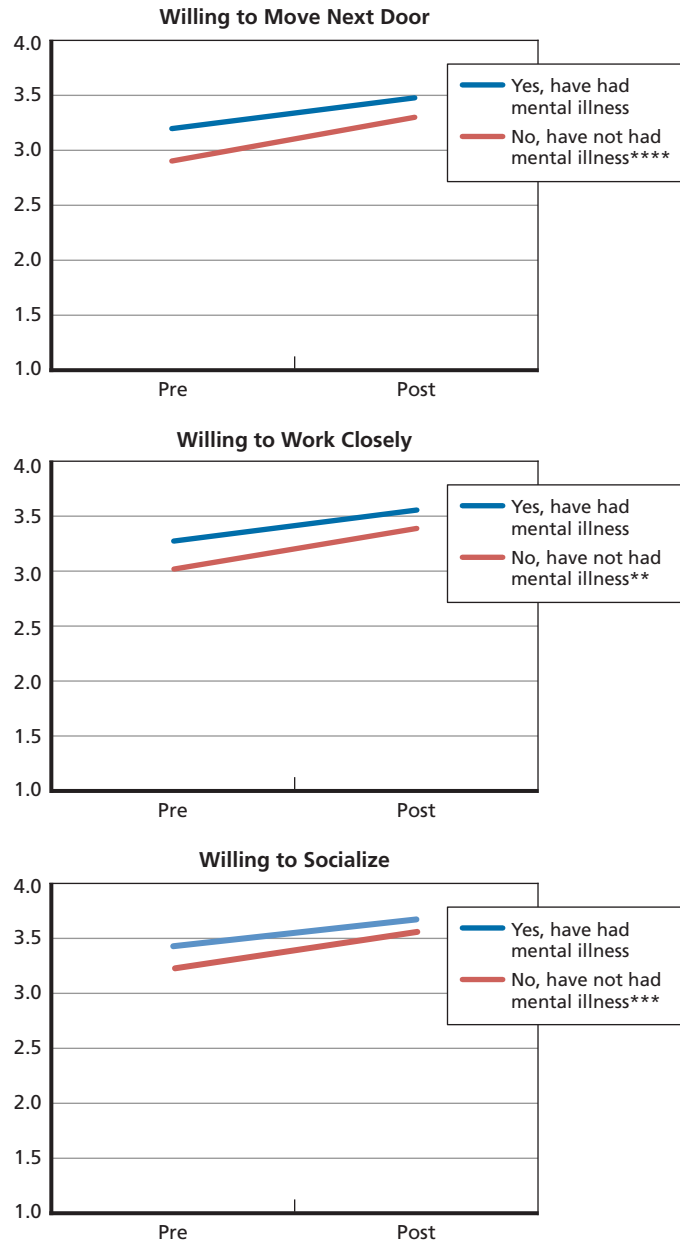 Willing to Move Next Door
4.0
3.5
3.0
2.5
2.0
1.5
1.0
Pre
Post
Yes, have had
mental illness
No, have not had
mental illness****
Willing to Work Closely
4.0
3.5
3.0
2.5
2.0
1.5
1.0
Pre
Post
Yes, have had
mental illness
No, have not had
mental illness**
Willing to Socialize
4.0
3.5
3.0
2.5
2.0
1.5
1.0
Pre
Post
Yes, have had
mental illness
No, have not had
mental illness***